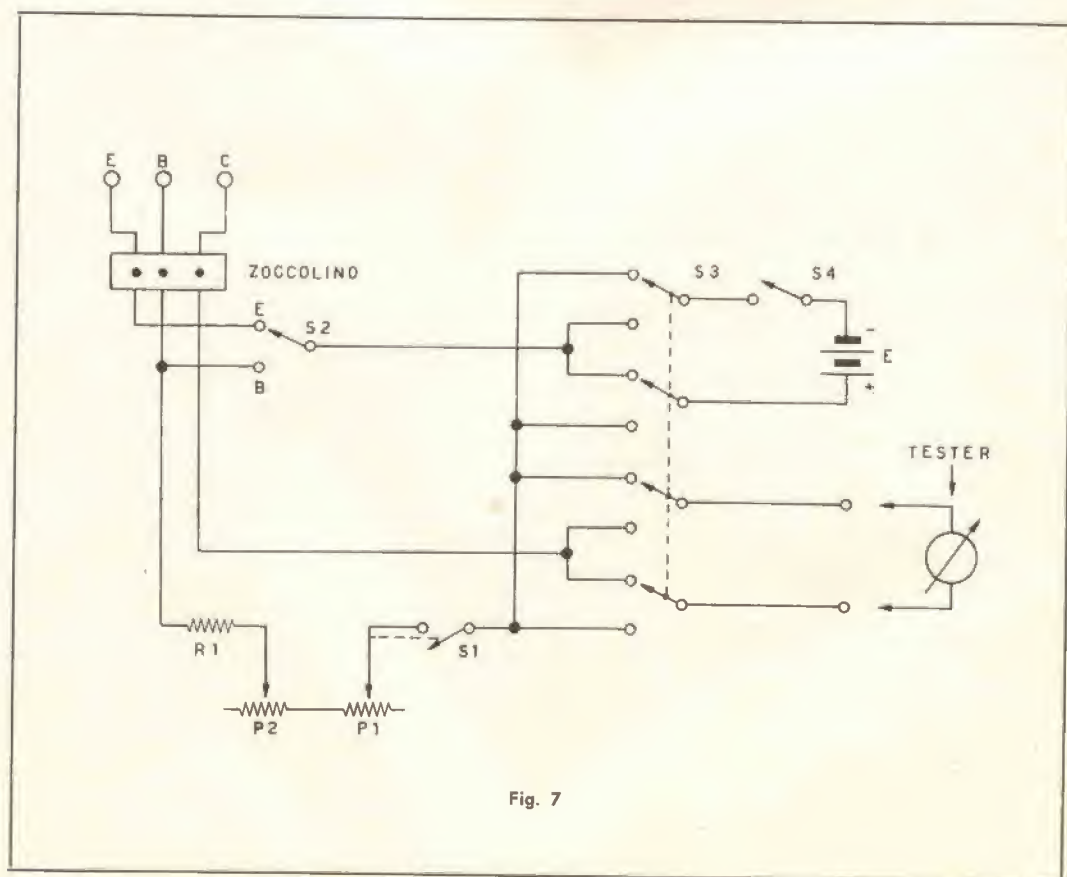 E B C
ZOCCOLINO
E
S2
B
S3
S4
-
E
+
TESTER
R1
S1
P2
P1
Fig. 7